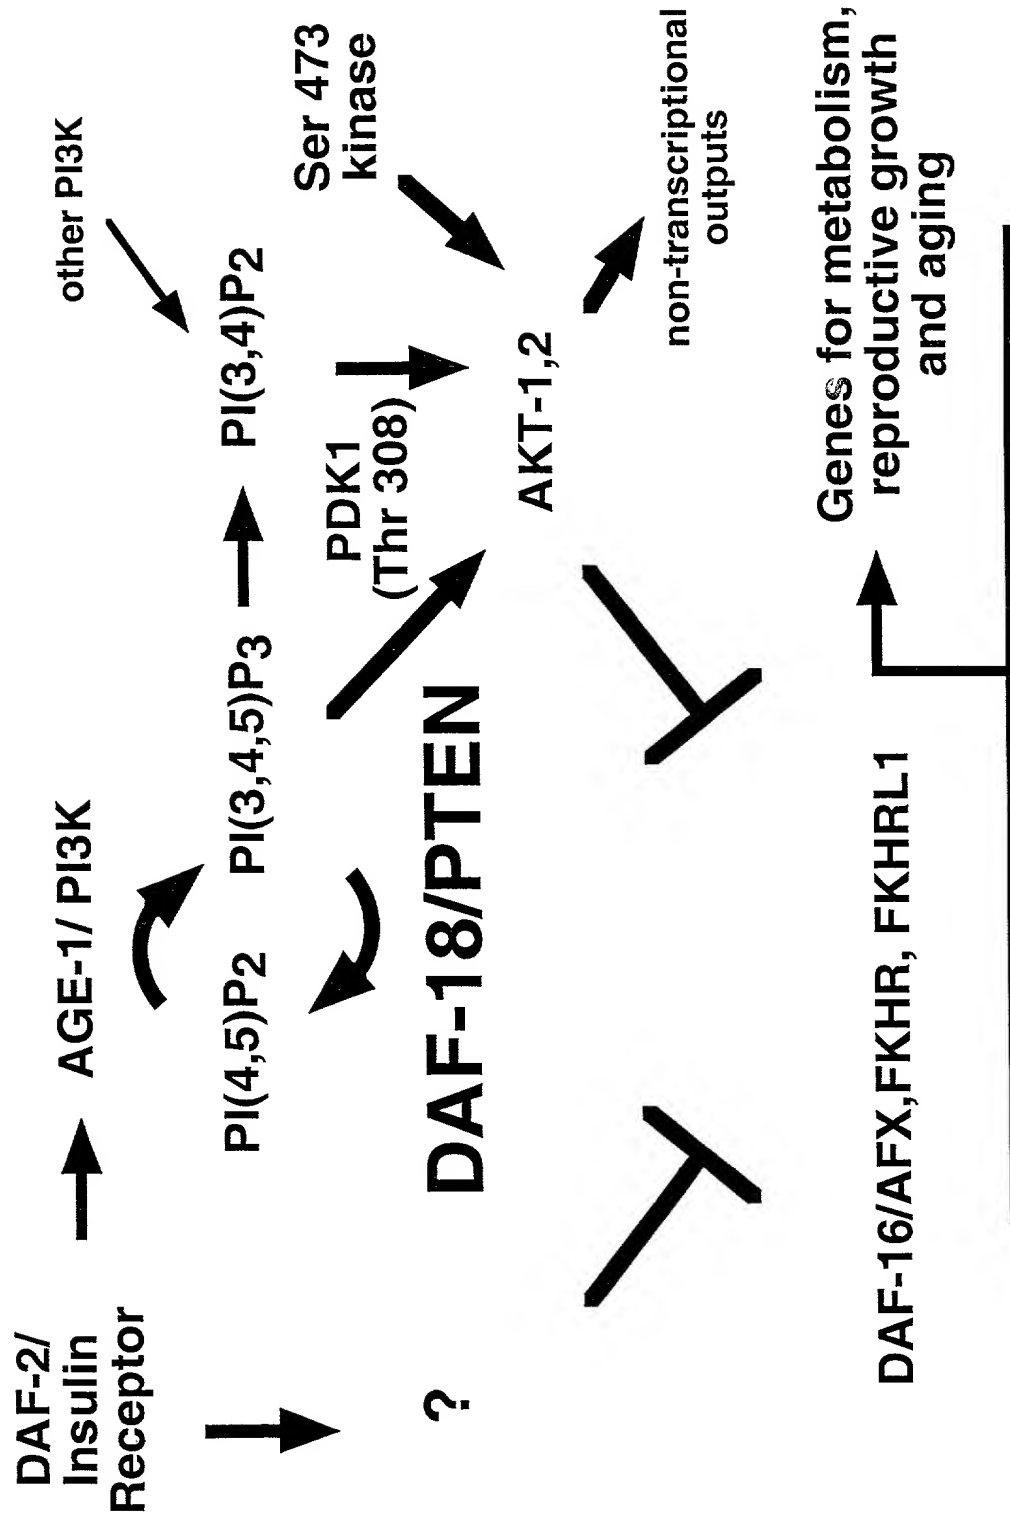 DAF-2/
Insulin
Receptor
AGE-1/ PI3K
other PI3K
PI(4,5)P2
PI(3,4,5)P3
PI(3,4)P2
Ser 473
kinase
PDK1
(Thr 308)
?
DAF-18/PTEN
AKT-1,2
non-transcriptional
outputs
DAF-16/AFX,FKHR, FKHRL1
Genes for metabolism,
reproductive growth
and aging